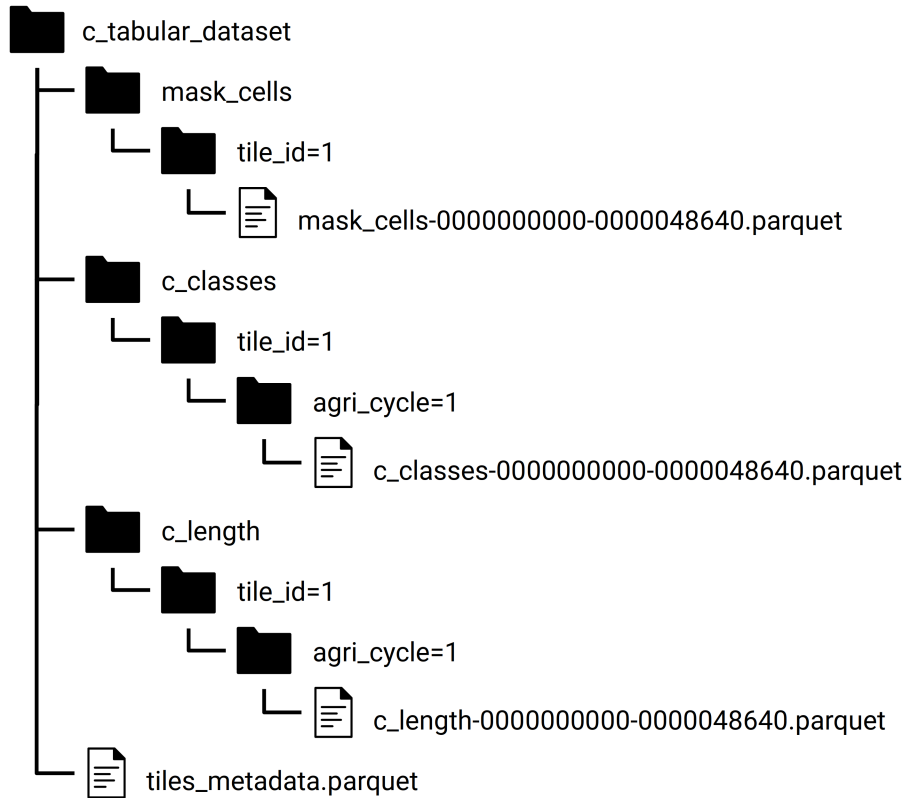 c_tabular_dataset
mask_cells
tile_id=1
mask_cells-0000000000-0000048640.parquet
c_classes
tile_id=1
agri_cycle=1
c_classes-0000000000-0000048640.parquet
c_length
tile_id=1
agri_cycle=1
c_length-0000000000-0000048640.parquet
tiles_metadata.parquet